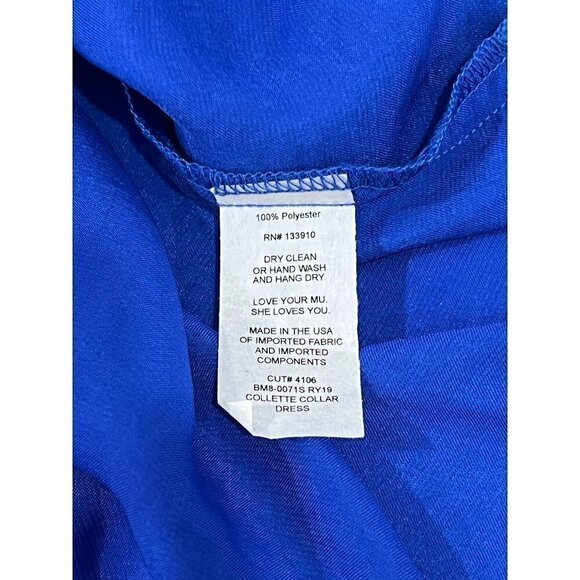 100% Polyester
RN# 133910
DRY CLEAN
OR HAND WASH
AND HANG DRY.
LOVE YOUR MU.
SHE LOVES YOU.
MADE IN THE USA
OF IMPORTED FABRIC
AND IMPORTED
COMPONENTS
CUT# 4106
BM8-0071S RY19
COLLETTE COLLAR
DRESS